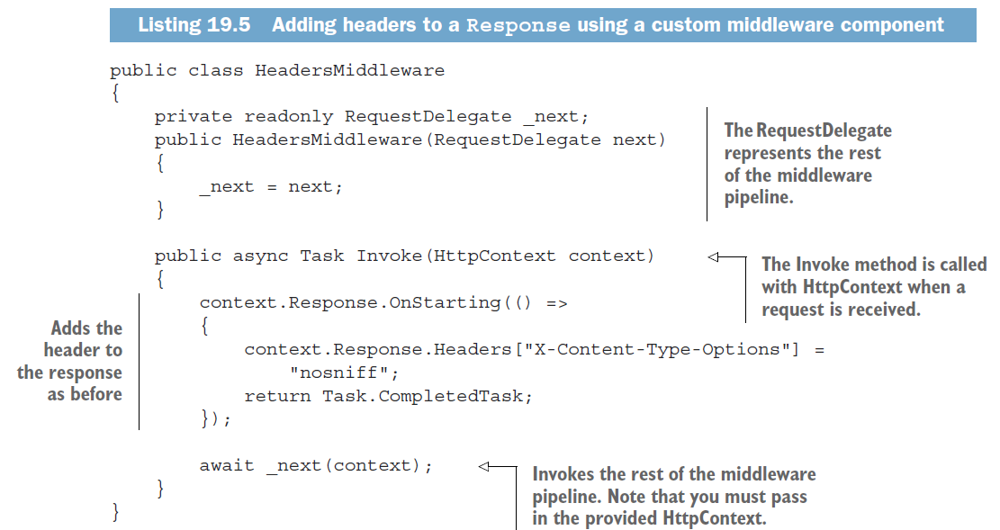 Listing 19.5 Adding headers to a Response using a custom middleware component
public class HeadersMiddleware
{
private readonly RequestDelegate _next;
public HeadersMiddleware(RequestDelegate next)
{
_next = next;
}
The RequestDelegate
represents the rest
of the middleware
pipeline.
public async Task Invoke(HttpContext context)
{
The Invoke method is called
with HttpContext when a
request is received.
context.Response.OnStarting(() =>
{
context.Response.Headers["X-Content-Type-Options"] =
"nosniff";
return Task.CompletedTask;
});
Adds the
header to
the response
as before
await _next(context);
}
}
Invokes the rest of the middleware
pipeline. Note that you must pass
in the provided HttpContext.